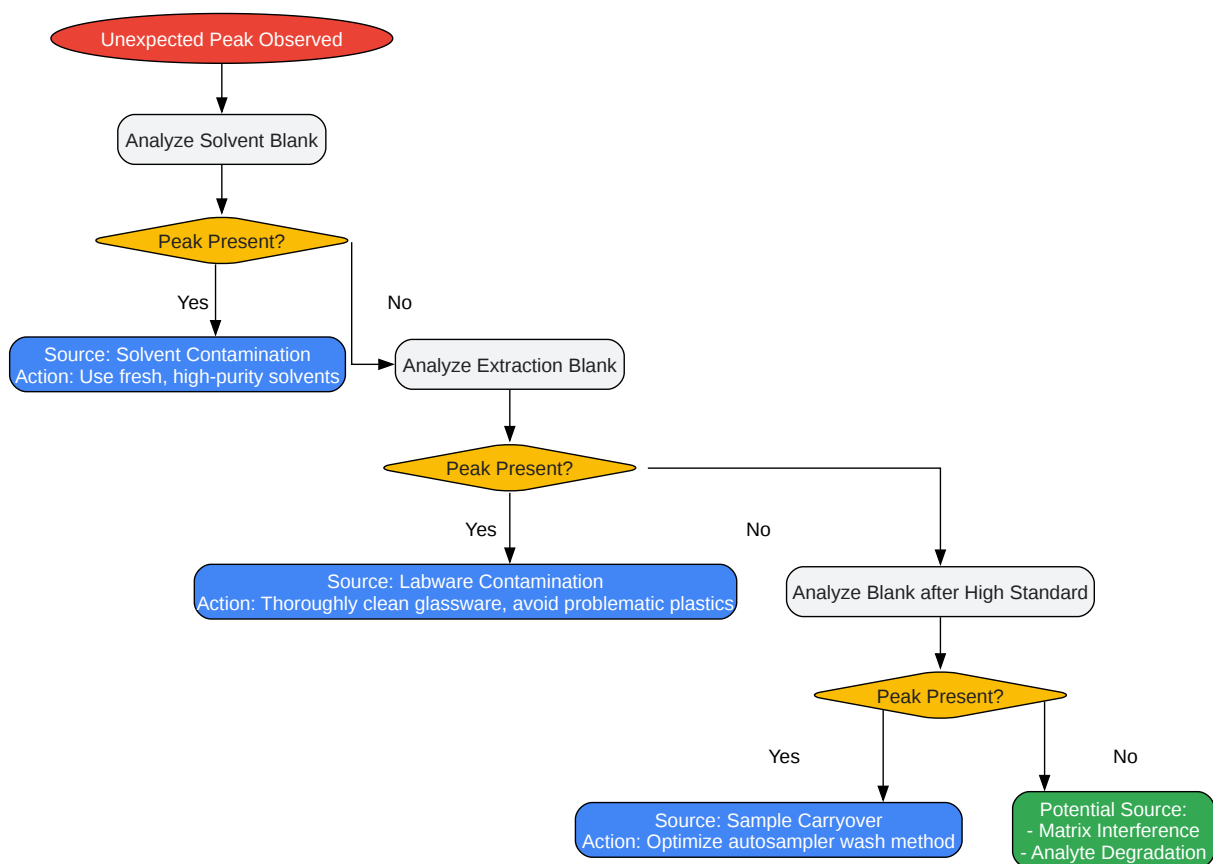 Unexpected Peak Observed
Analyze Solvent Blank
Peak Present?
Yes
No
Source: Solvent Contamination
Action: Use fresh, high-purity solvents
Analyze Extraction Blank
Peak Present?
Yes
No
Source: Labware Contamination
Action: Thoroughly clean glassware, avoid problematic plastics
Analyze Blank after High Standard
Peak Present?
Yes
No
Source: Sample Carryover
Action: Optimize autosampler wash method
Potential Source:
- Matrix Interference
- Analyte Degradation